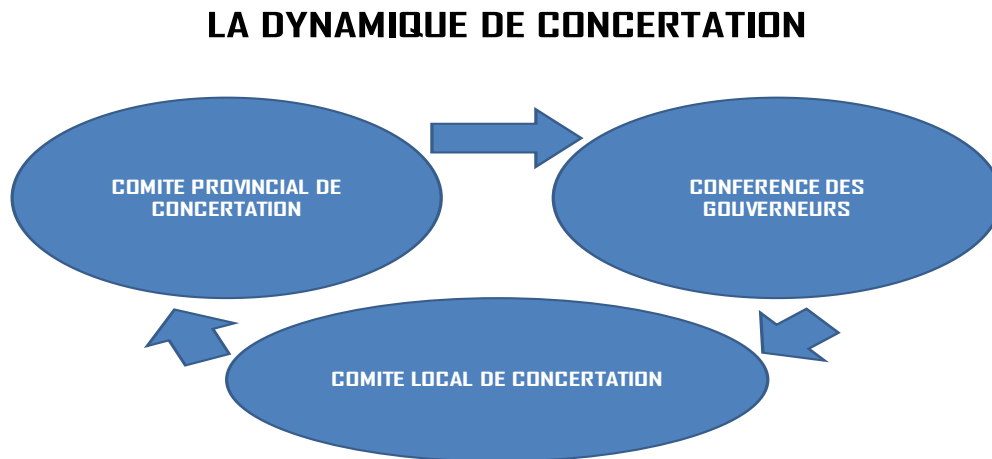 LA DYNAMIQUE DE CONCERTATION
COMITE PROVINCIAL DE
CONCERTATION
CONFERENCE DES
GOUVERNEURS
COMITE LOCAL DE CONCERTATION